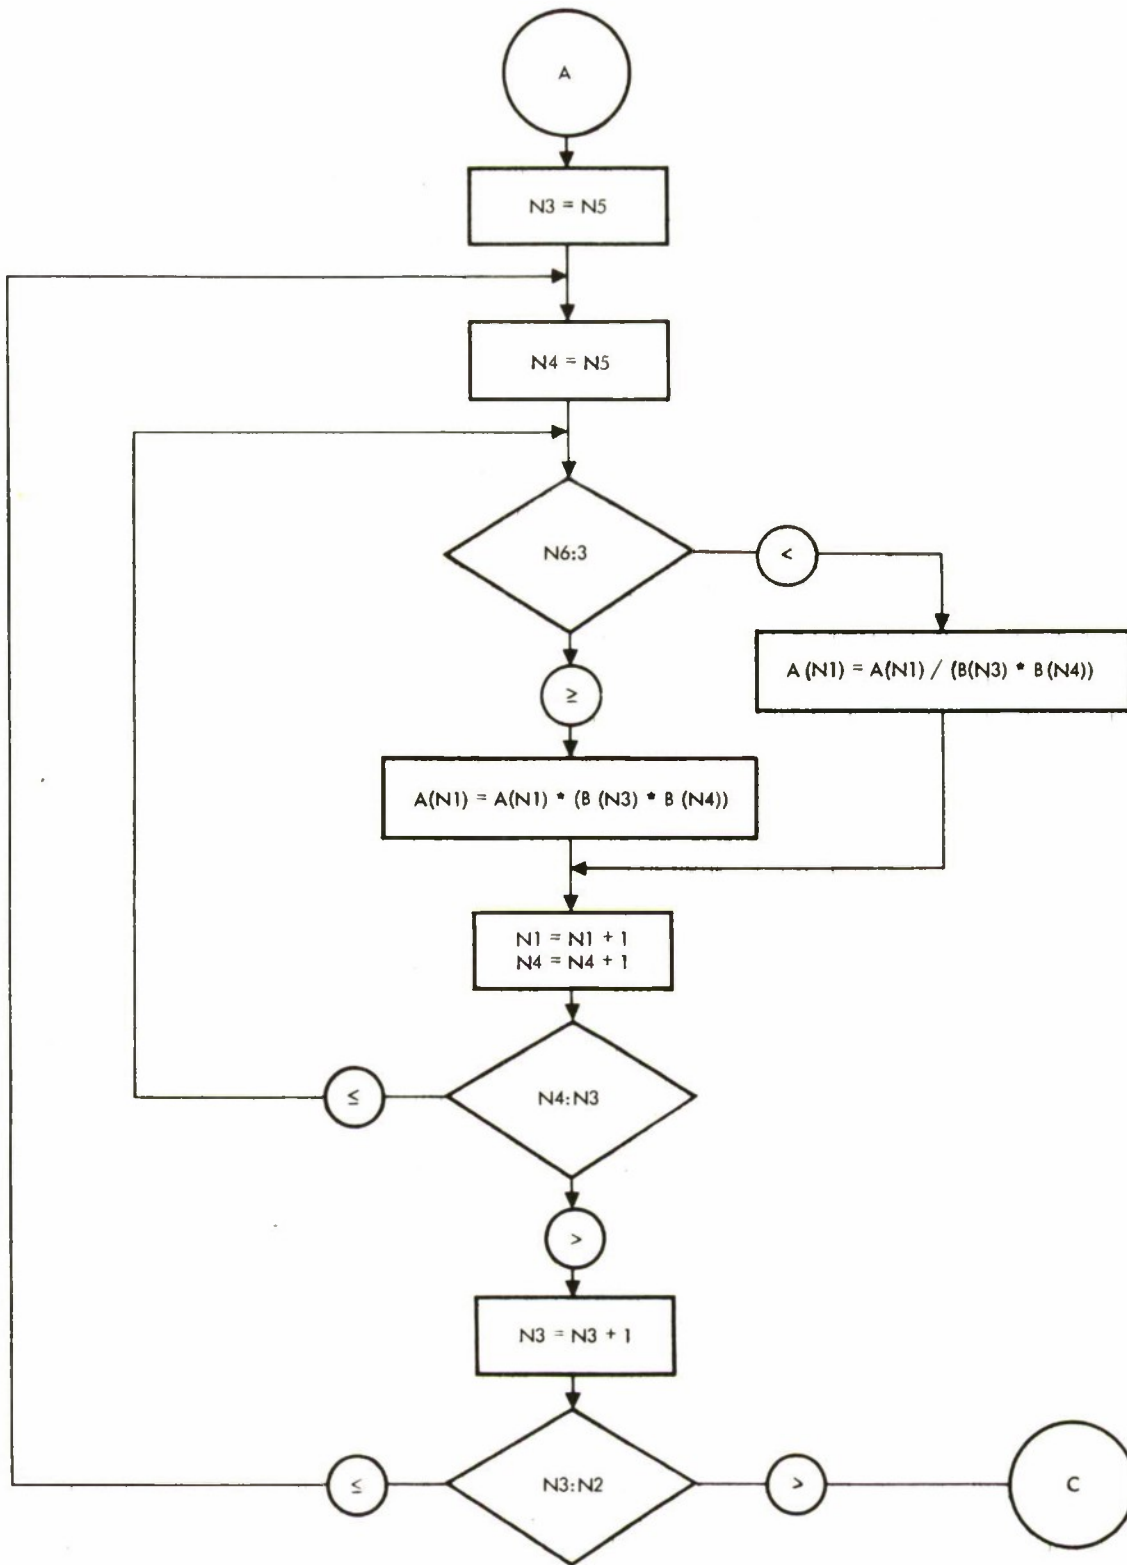 A
N3 = N5
N4 = N5
N6:3
<
A (N1) = A(N1) / (B(N3) * B(N4))
≥
A(N1) = A(N1) * (B (N3) * B (N4))
N1 = N1 + 1
N4 = N4 + 1
≤
N4:N3
>
N3 = N3 + 1
≤
N3:N2
>
C